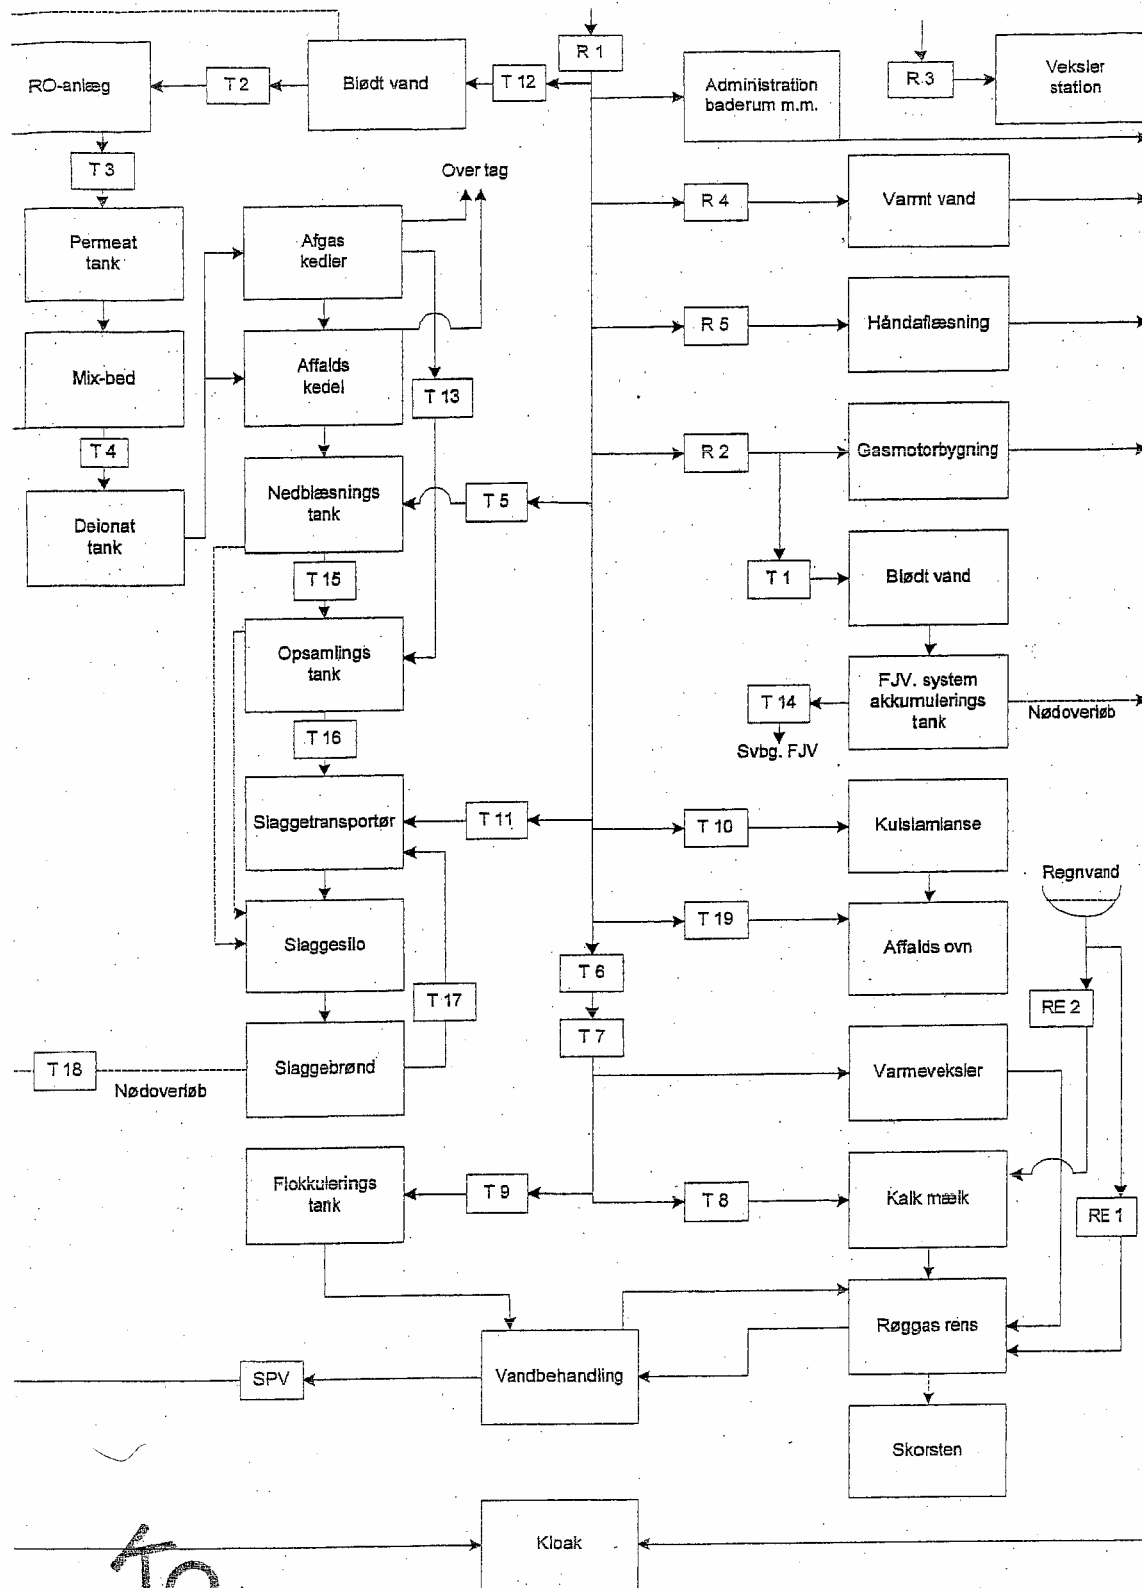 R 1
RO-anlæg
T 2
Blødt vand
T 12
Administration
baderum m.m.
R 3
Veksler
station
T 3
Over tag
Permeat
tank
Afgas
kedler
R 4
Varmt vand
Mix-bed
Affalds
kedel
T 13
R 5
Håndaflæsning
T 4
R 2
Gasmotorbygning
Deionat
tank
Nedblæsnings
tank
T 5
T 15
T 1
Blødt vand
Opsamlings
tank
T 14
FJV. system
akkumulerings
tank
Nødoverløb
T 16
Svbg. FJV
Slaggetransportør
T 11
T 10
Kulslamlanse
Regnvand
Slaggesilo
T 19
Affalds ovn
T 6
T 17
RE 2
T 7
T 18
Nødoverløb
Slaggebrønd
Varmeveksler
Flokkulerings
tank
T 9
T 8
Kalk mælk
RE 1
Røggas rens
SPV
Vandbehandling
Skorsten
Kloak